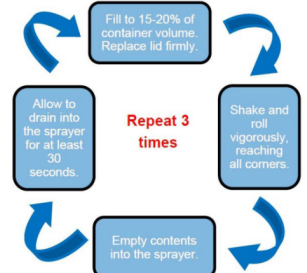 Fill to 15-20% of
container volume.
Replace lid firmly.
Shake and
roll
vigorously,
reaching
all corners.
Empty contents
into the sprayer.
Allow to
drain into
the sprayer
for at least
30
seconds.
Repeat 3
times